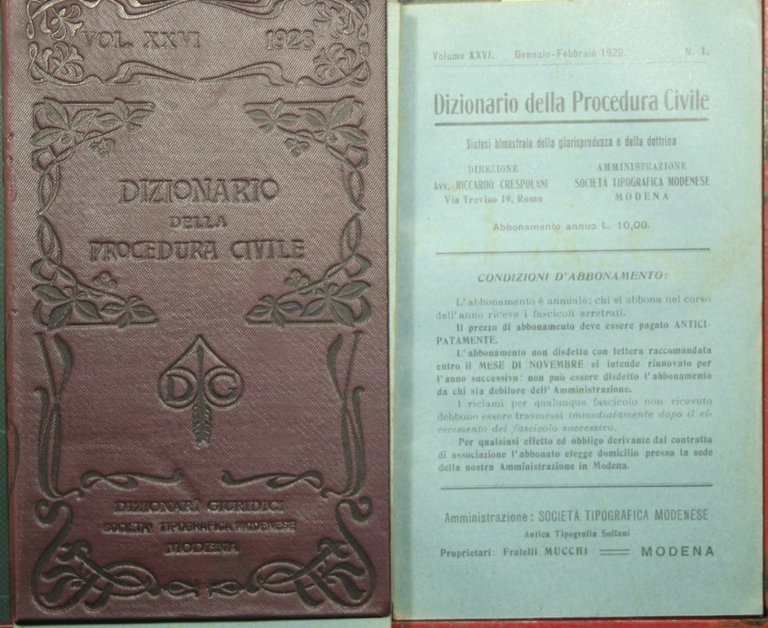 VOL. XXVI 1928
DIZIONARIO
DELLA
PROCEDURA CIVILE
DG
DIZIONARÎ GIURIDICI
SOCIETA' TIPOGRAFICA MODENESE
MODENA
Volume XXVI. Gennaio-Febbraio 1928. N. 1.
Dizionario della Procedura Civile
Sintesi bimestrale della giurisprudenza e della dottrina
DIREZIONE
Avv. RICCARDO CRESPOLANI
Via Treviso 19, Roma
AMMINISTRAZIONE
SOCIETÀ TIPOGRAFICA MODENESE
MODENA
Abbonamento annuo L. 10,00.
CONDIZIONI D'ABBONAMENTO:
L'abbonamento è annuale: chi si abbona nel corso
dell'anno riceve i fascicoli arretrati.
Il prezzo di abbonamento deve essere pagato ANTICI-
PATAMENTE.
L'abbonamento non disdetto con lettera raccomandata
entro il MESE DI NOVEMBRE si intende rinnovato per
l'anno successivo: non può essere disdetto l'abbonamento
da chi sia debitore dell'Amministrazione.
I reclami per qualunque fascicolo non ricevuto
debbono essere trasmessi immediatamente dopo il ri-
cevimento del fascicolo successivo.
Per qualsiasi effetto ed obbligo derivante dal contratto
di associazione l'abbonato elegge domicilio presso la sede
della nostra Amministrazione in Modena.
Amministrazione: SOCIETÀ TIPOGRAFICA MODENESE
Antica Tipografia Soliani
Proprietari: Fratelli MUCCHI MODENA